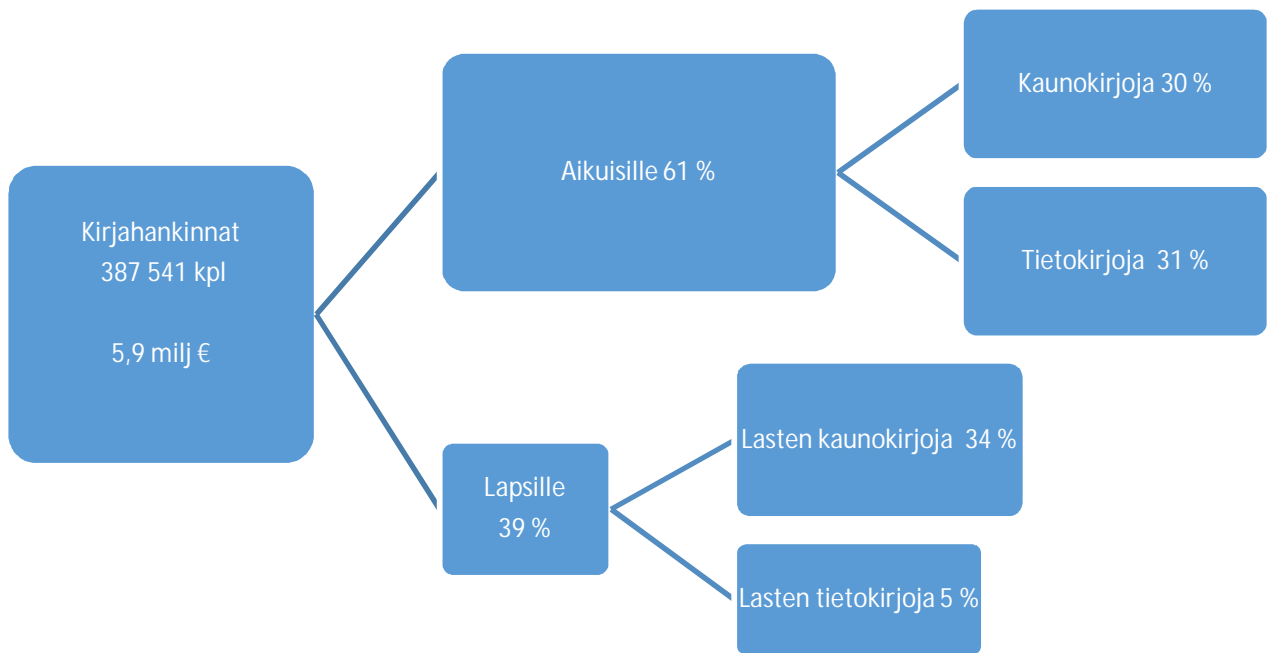 Kirjahankinnat
387 541 kpl
5,9 milj €
Aikuisille 61 %
Kaunokirjoja 30 %
Tietokirjoja 31 %
Lapsille
39 %
Lasten kaunokirjoja 34 %
Lasten tietokirjoja 5 %